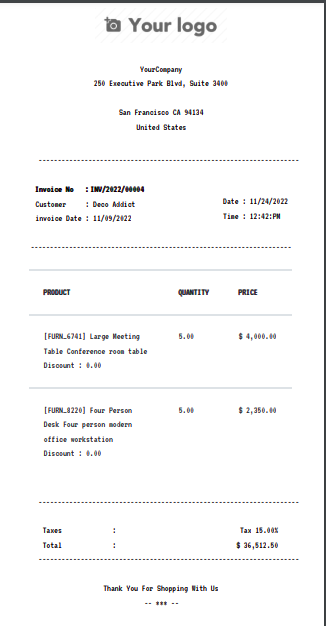 Your logo
YourCompany
250 Executive Park Blvd, Suite 3400
San Francisco CA 94134
United States
--------------------------------------------------------------
Invoice No : INV/2022/00004
Customer : Deco Addict
invoice Date : 11/09/2022
Date : 11/24/2022
Time : 12:42:PM
--------------------------------------------------------------
PRODUCT QUANTITY PRICE
[FURN_6741] Large Meeting 5.00 $ 4,000.00
Table Conference room table
Discount : 0.00
[FURN_8220] Four Person 5.00 $ 2,350.00
Desk Four person modern
office workstation
Discount : 0.00
--------------------------------------------------------------
Taxes : Tax 15.00%
Total : $ 36,512.50
--------------------------------------------------------------
Thank You For Shopping With Us
-- *** --